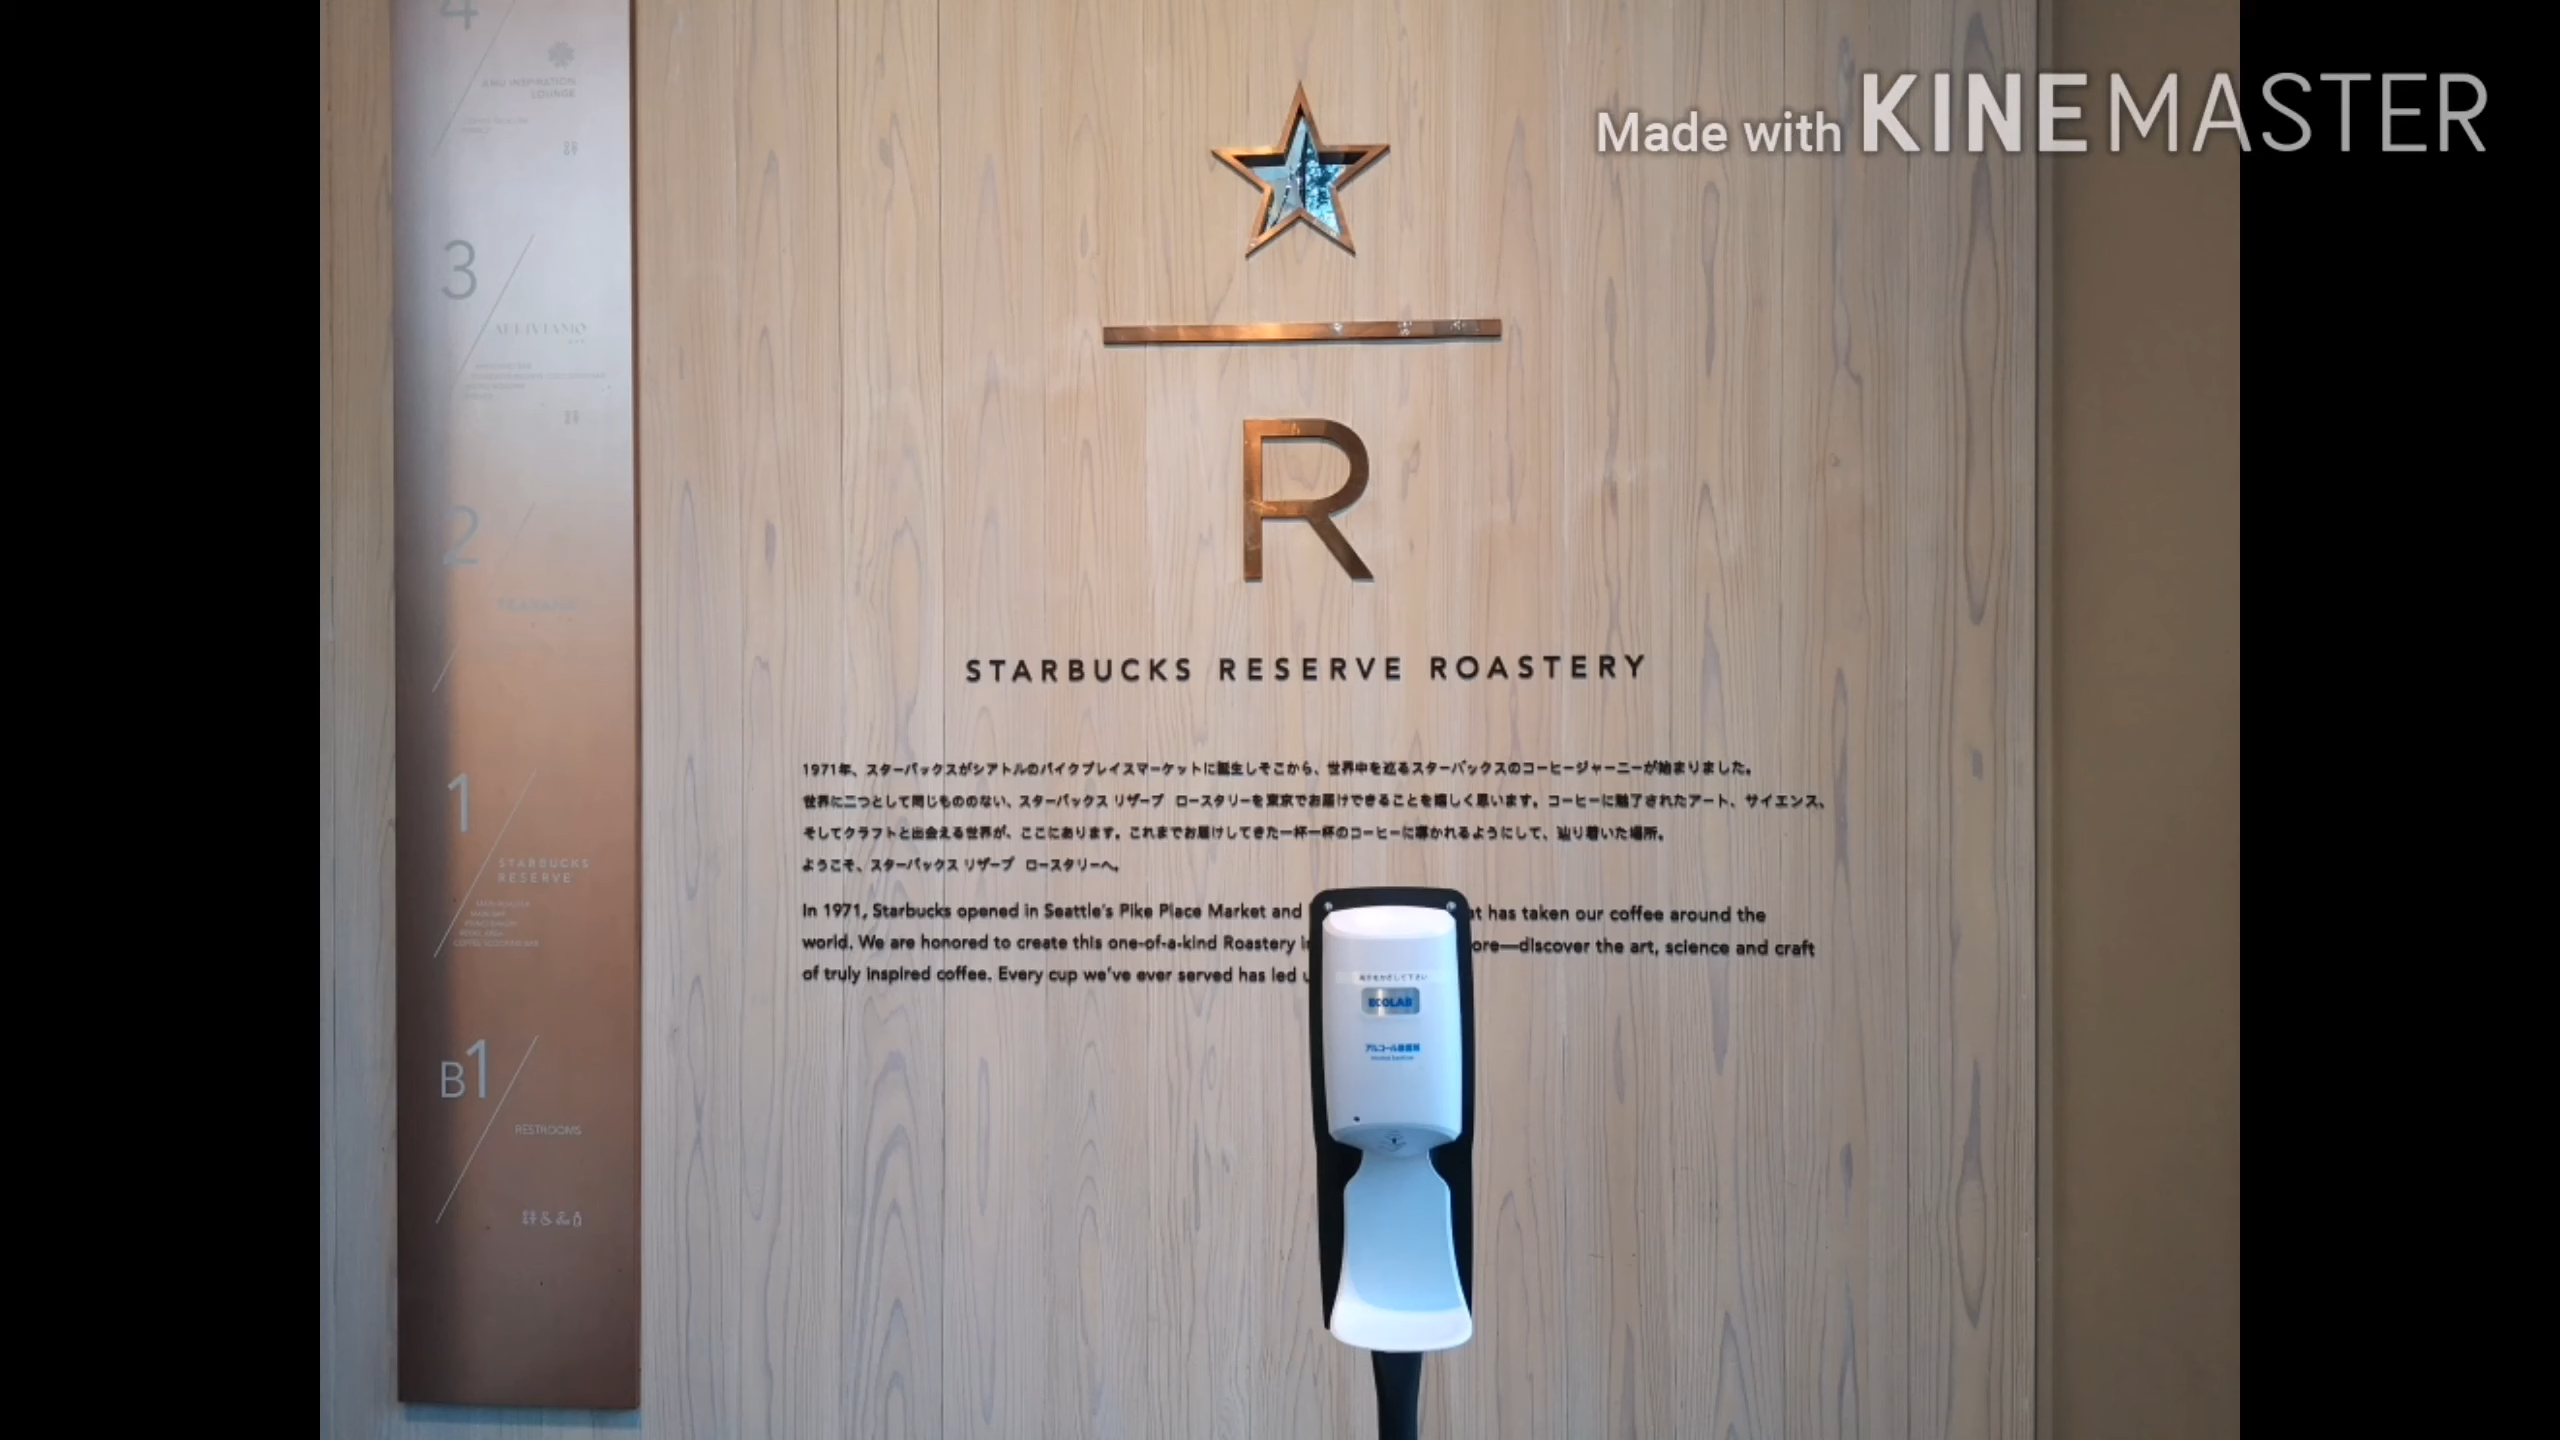 Made with KINEMASTER
4
AMU INSPIRATION
LOUNGE
3
ARRIVIAMO
2
TEAVANA
1
STARBUCKS
RESERVE
MAIN BAR
COFFEE SCOOPING BAR
B1
RESTROOMS
R
STARBUCKS RESERVE ROASTERY
1971年、スターバックスがシアトルのパイクプレイスマーケットに誕生しそこから、世界中を巡るスターバックスのコーヒージャーニーが始まりました。
世界に二つとして同じもののない、スターバックス リザーブ ロースタリーを東京でお届けできることを嬉しく思います。コーヒーに魅了されたアート、サイエンス、
そしてクラフトと出会える世界が、ここにあります。これまでお届けしてきた一杯一杯のコーヒーに導かれるようにして、辿り着いた場所。
ようこそ、スターバックス リザーブ ロースタリーへ。
In 1971, Starbucks opened in Seattle's Pike Place Market and has taken our coffee around the
world. We are honored to create this one-of-a-kind Roastery discover the art, science and craft
of truly inspired coffee. Every cup we've ever served has led
ECOLAB